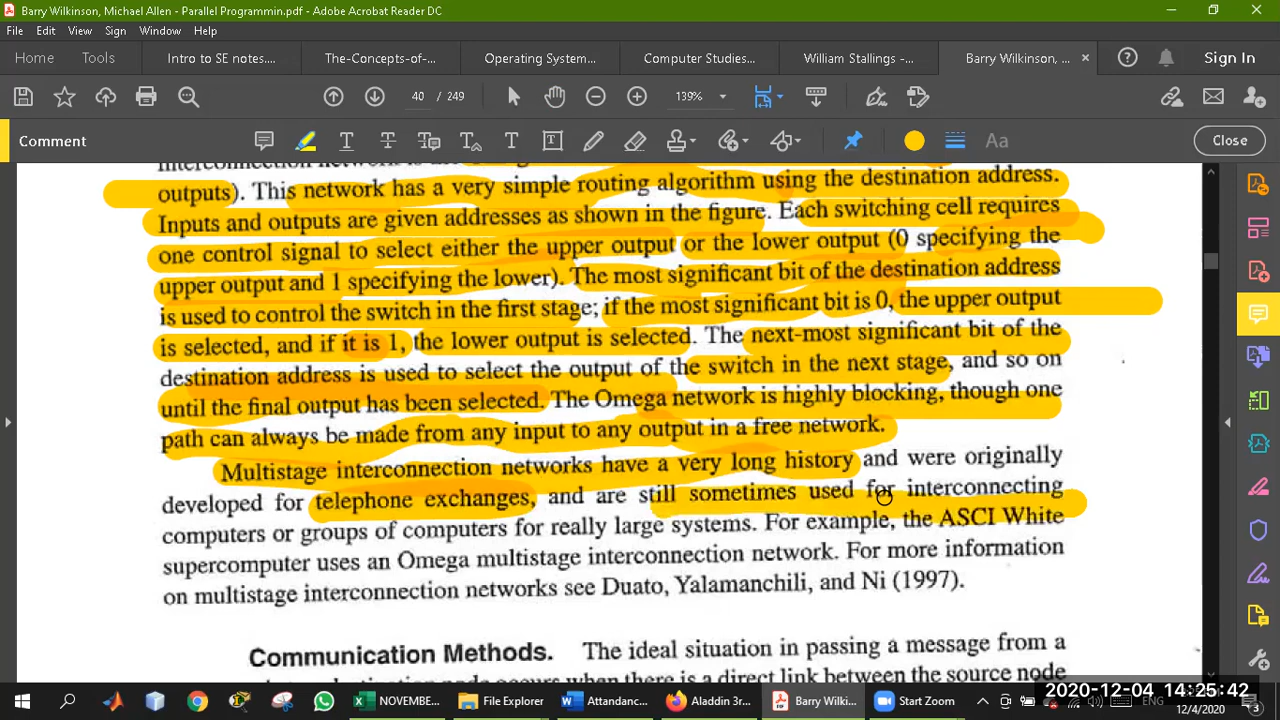 Barry Wilkinson, Michael Allen - Parallel Programmin.pdf - Adobe Acrobat Reader DC
File Edit View Sign Window Help
Home Tools Intro to SE notes.... The-Concepts-of-... Operating System... Computer Studies... William Stallings -... Barry Wilkinson, ... × Sign In
40 / 249 139%
Comment Aa Close
outputs). This network has a very simple routing algorithm using the destination address.
Inputs and outputs are given addresses as shown in the figure. Each switching cell requires
one control signal to select either the upper output or the lower output (0 specifying the
upper output and 1 specifying the lower). The most significant bit of the destination address
is used to control the switch in the first stage; if the most significant bit is 0, the upper output
is selected, and if it is 1, the lower output is selected. The next-most significant bit of the
destination address is used to select the output of the switch in the next stage, and so on
until the final output has been selected. The Omega network is highly blocking, though one
path can always be made from any input to any output in a free network.
Multistage interconnection networks have a very long history and were originally
developed for telephone exchanges, and are still sometimes used for interconnecting
computers or groups of computers for really large systems. For example, the ASCI White
supercomputer uses an Omega multistage interconnection network. For more information
on multistage interconnection networks see Duato, Yalamanchili, and Ni (1997).
Communication Methods. The ideal situation in passing a message from a
occurs when there is a direct link between the source node
NOVEMBE... File Explorer Attandanc... Aladdin 3r... Barry Wilki... Start Zoom ENG
2020-12-04 14:25:42
12/4/2020